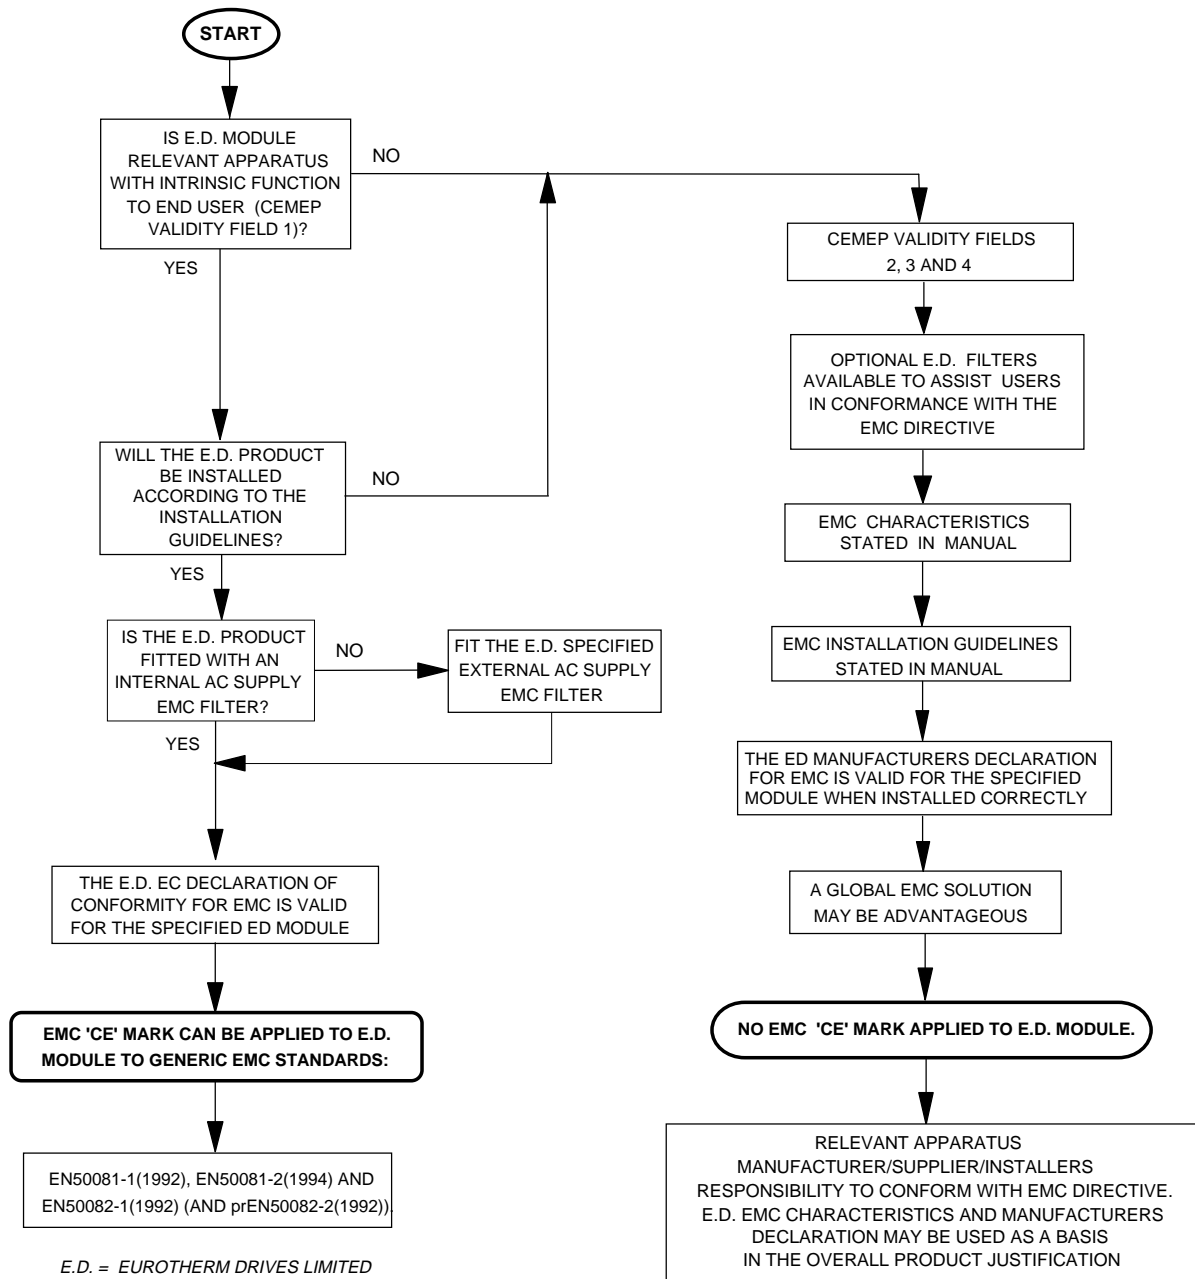 START
IS E.D. MODULE
RELEVANT APPARATUS
WITH INTRINSIC FUNCTION
TO END USER (CEMEP
VALIDITY FIELD 1)?
NO
YES
WILL THE E.D. PRODUCT
BE INSTALLED
ACCORDING TO THE
INSTALLATION
GUIDELINES?
NO
YES
IS THE E.D. PRODUCT
FITTED WITH AN
INTERNAL AC SUPPLY
EMC FILTER?
NO
FIT THE E.D. SPECIFIED
EXTERNAL AC SUPPLY
EMC FILTER
YES
THE E.D. EC DECLARATION OF
CONFORMITY FOR EMC IS VALID
FOR THE SPECIFIED ED MODULE
EMC 'CE' MARK CAN BE APPLIED TO E.D.
MODULE TO GENERIC EMC STANDARDS:
EN50081-1(1992), EN50081-2(1994) AND
EN50082-1(1992) (AND prEN50082-2(1992)).
E.D. = EUROTHERM DRIVES LIMITED
CEMEP VALIDITY FIELDS
2, 3 AND 4
OPTIONAL E.D. FILTERS
AVAILABLE TO ASSIST USERS
IN CONFORMANCE WITH THE
EMC DIRECTIVE
EMC CHARACTERISTICS
STATED IN MANUAL
EMC INSTALLATION GUIDELINES
STATED IN MANUAL
THE ED MANUFACTURERS DECLARATION
FOR EMC IS VALID FOR THE SPECIFIED
MODULE WHEN INSTALLED CORRECTLY
A GLOBAL EMC SOLUTION
MAY BE ADVANTAGEOUS
NO EMC 'CE' MARK APPLIED TO E.D. MODULE.
RELEVANT APPARATUS
MANUFACTURER/SUPPLIER/INSTALLERS
RESPONSIBILITY TO CONFORM WITH EMC DIRECTIVE.
E.D. EMC CHARACTERISTICS AND MANUFACTURERS
DECLARATION MAY BE USED AS A BASIS
IN THE OVERALL PRODUCT JUSTIFICATION